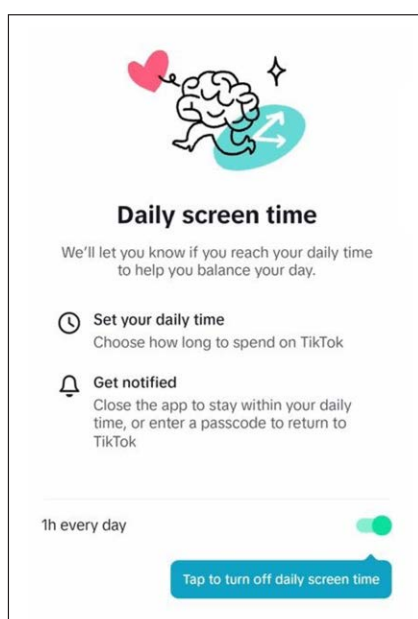 Daily screen time
We'll let you know if you reach your daily time
to help you balance your day.
Set your daily time
Choose how long to spend on TikTok
Get notified
Close the app to stay within your daily
time, or enter a passcode to return to
TikTok
1h every day
Tap to turn off daily screen time